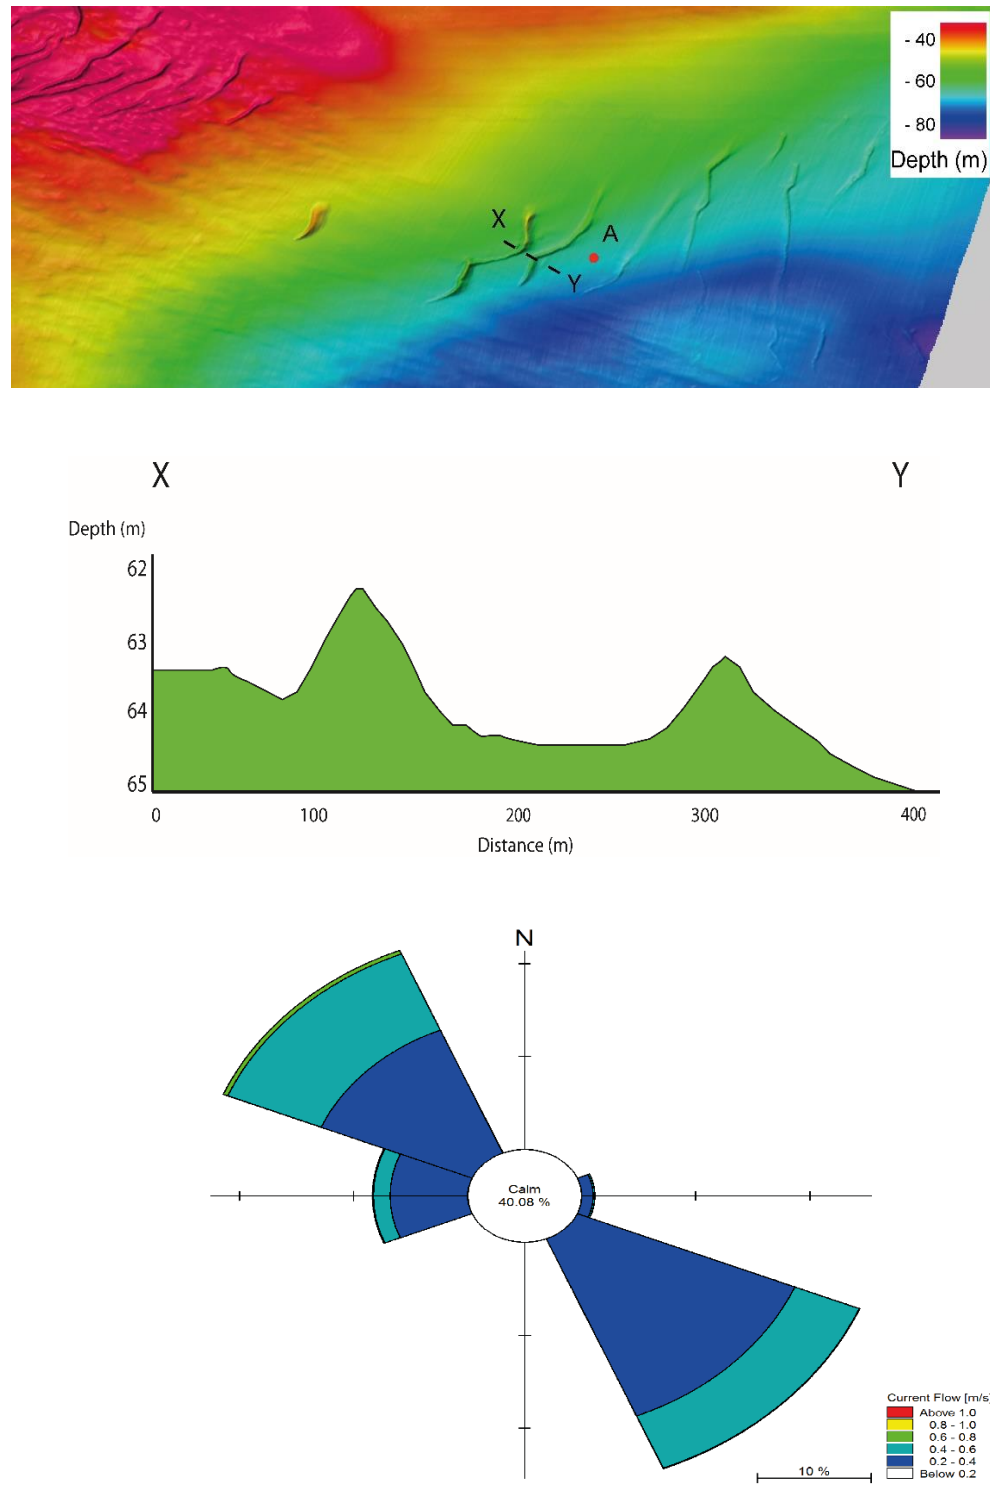 - 40
- 60
- 80
Depth (m)
X
A
Y
X
Y
Depth (m)
62
63
64
65
0
100
200
300
400
Distance (m)
N
Calm
40.08 %
Current Flow [m/s]
Above 1.0
0.8 - 1.0
0.6 - 0.8
0.4 - 0.6
0.2 - 0.4
Below 0.2
10 %